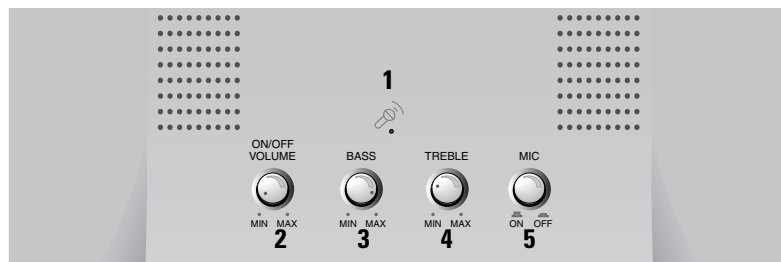 1
ON/OFF
VOLUME BASS TREBLE MIC
MIN MAX MIN MAX MIN MAX ON OFF
2 3 4 5